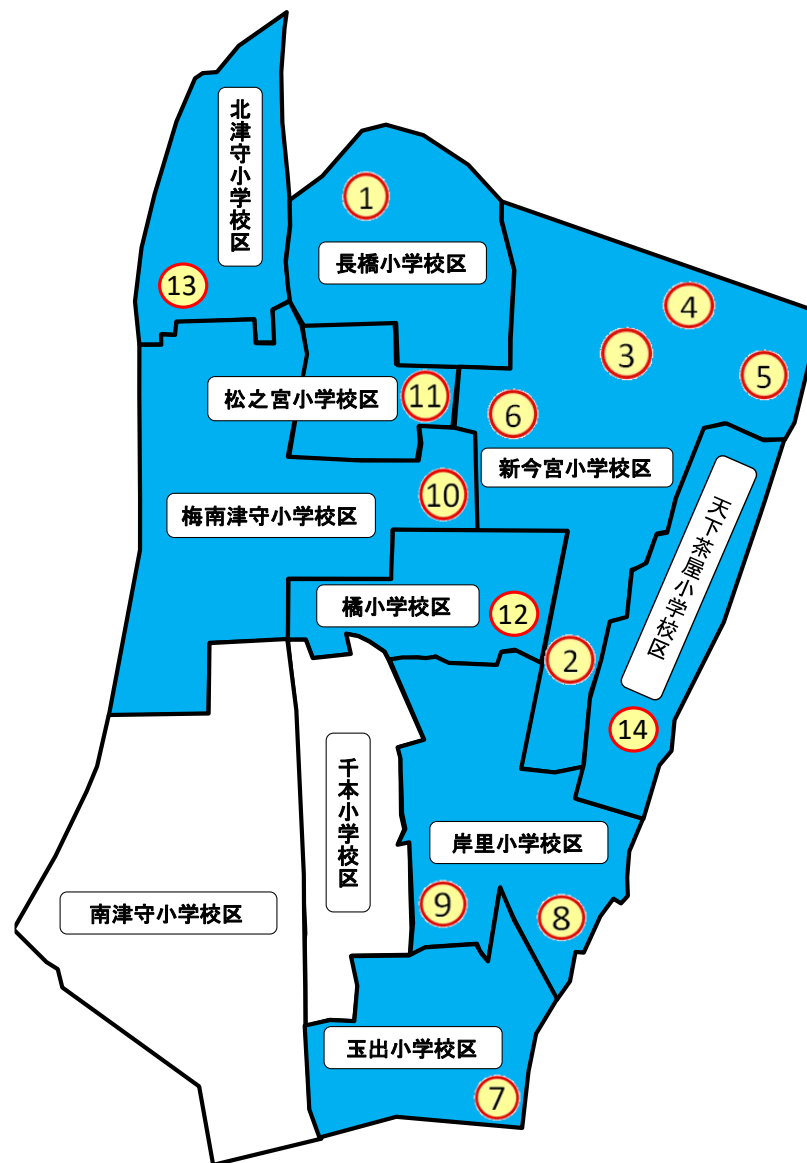 北津守小学校区
1
長橋小学校区
13
4
3
5
松之宮小学校区
11
6
新今宮小学校区
10
梅南津守小学校区
天下茶屋小学校区
橘小学校区
12
2
14
千本小学校区
岸里小学校区
南津守小学校区
9
8
玉出小学校区
7